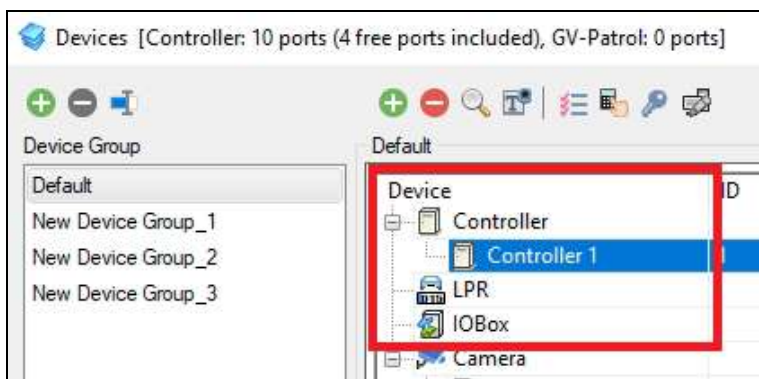 Devices [Controller: 10 ports (4 free ports included), GV-Patrol: 0 ports]
Device Group
Default
New Device Group_1
New Device Group_2
New Device Group_3
Default
Device
ID
Controller
Controller 1
1
LPR
IOBox
Camera